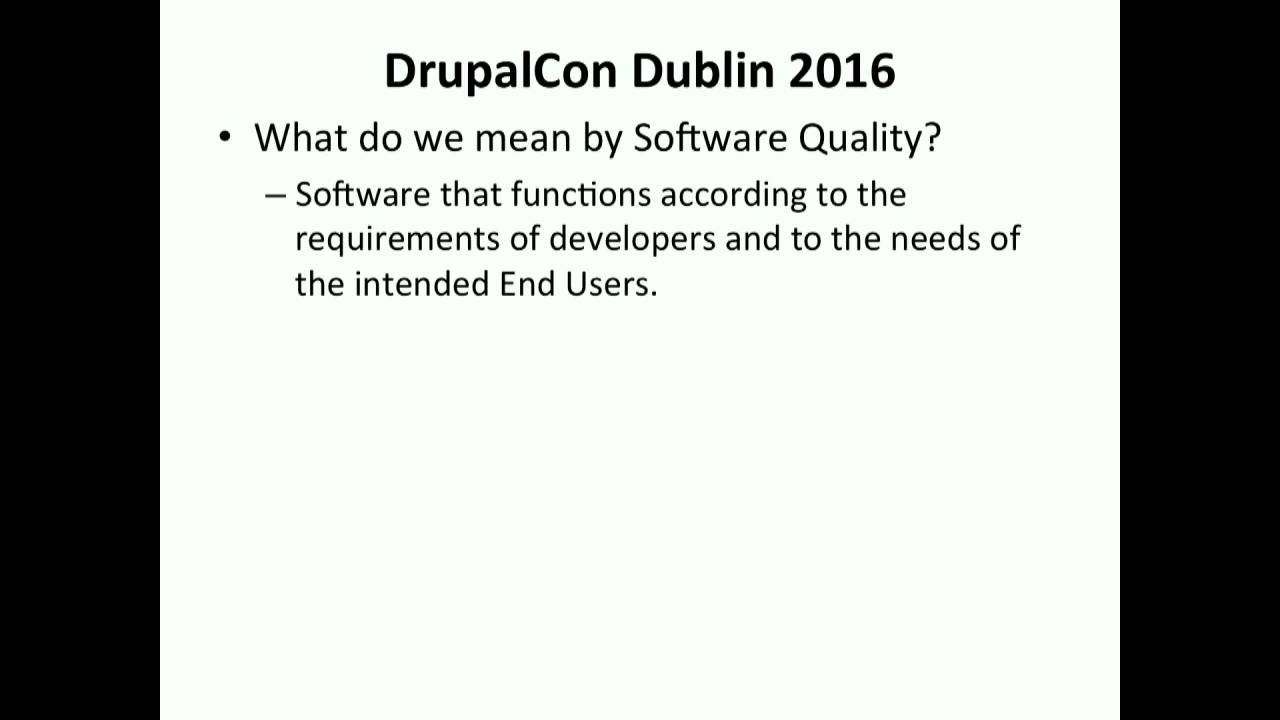 DrupalCon Dublin 2016
• What do we mean by Software Quality?
– Software that functions according to the
requirements of developers and to the needs of
the intended End Users.